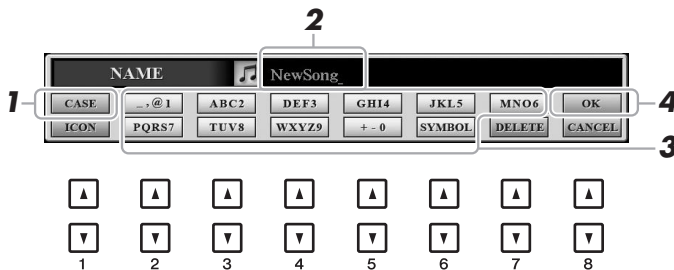 2
NAME NewSong_
1 CASE _,@1 ABC2 DEF3 GHI4 JKL5 MNO6 OK 4
ICON PQRS7 TUV8 WXYZ9 + - 0 SYMBOL DELETE CANCEL
3
1 2 3 4 5 6 7 8